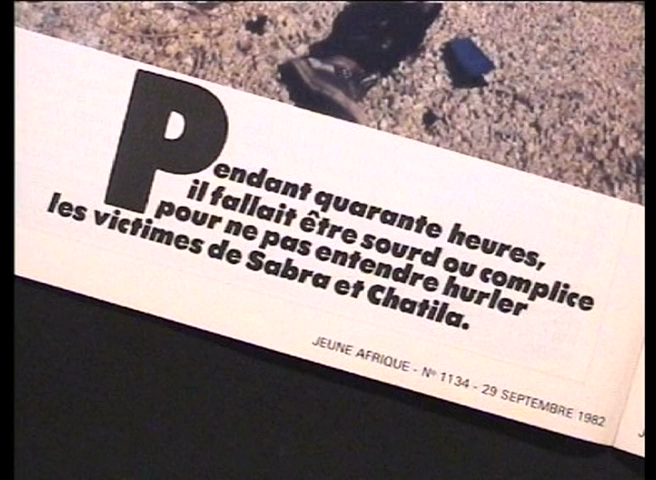 Pendant quarante heures,
il fallait être sourd ou complice
pour ne pas entendre hurler
les victimes de Sabra et Chatila.
JEUNE AFRIQUE - Nº 1134 - 29 SEPTEMBRE 1982